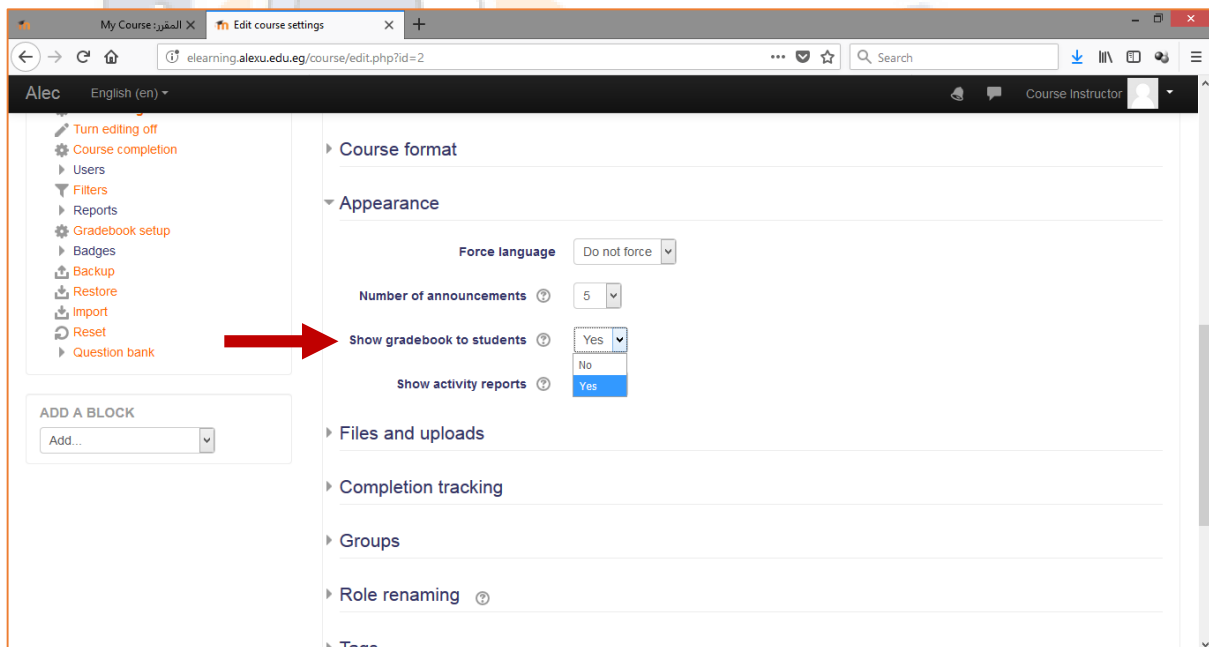 المقرر: My Course
Edit course settings
elearning.alexu.edu.eg/course/edit.php?id=2
Search
Alec
English (en)
Course Instructor
Turn editing off
Course completion
Users
Filters
Reports
Gradebook setup
Badges
Backup
Restore
Import
Reset
Question bank
ADD A BLOCK
Add...
Course format
Appearance
Force language Do not force
Number of announcements 5
Show gradebook to students Yes
No
Show activity reports Yes
Files and uploads
Completion tracking
Groups
Role renaming
Tags